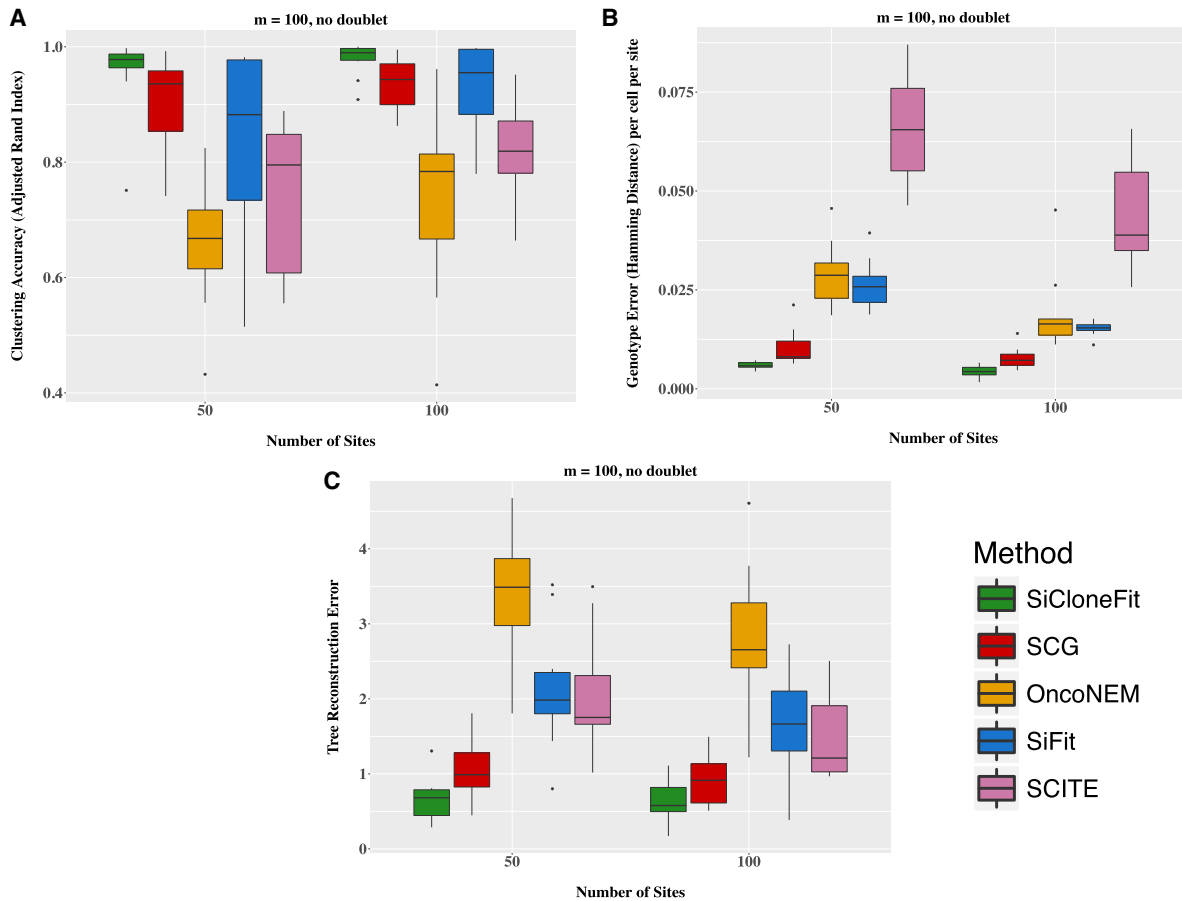 A
m = 100, no doublet
Clustering Accuracy (Adjusted Rand Index)
1.0
0.8
0.6
0.4
50
100
Number of Sites
B
m = 100, no doublet
Genotype Error (Hamming Distance) per cell per site
0.075
0.050
0.025
0.000
50
100
Number of Sites
C
m = 100, no doublet
Tree Reconstruction Error
4
3
2
1
0
50
100
Number of Sites
Method
SiCloneFit
SCG
OncoNEM
SiFit
SCITE